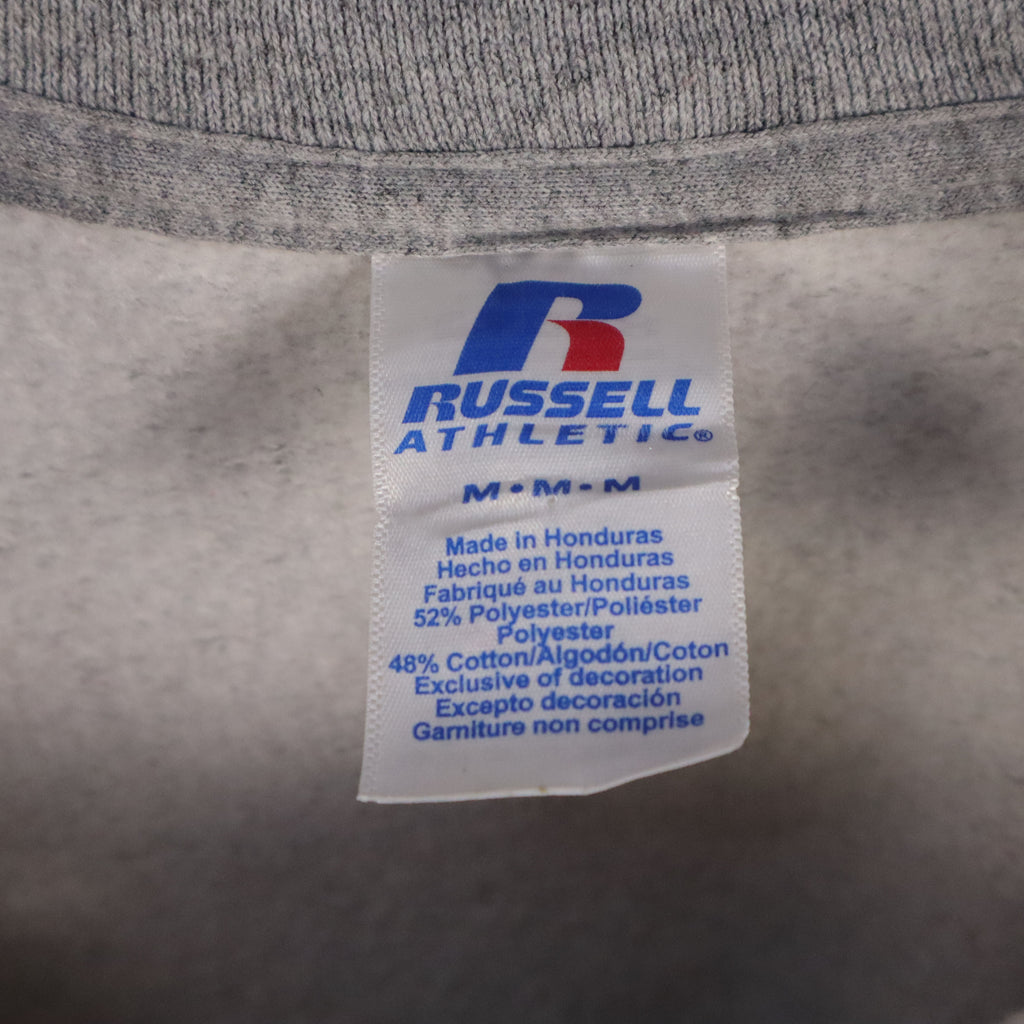 R
RUSSELL
ATHLETIC®
M·M·M
Made in Honduras
Hecho en Honduras
Fabriqué au Honduras
52% Polyester/Poliéster
Polyester
48% Cotton/Algodón/Coton
Exclusive of decoration
Excepto decoración
Garniture non comprise